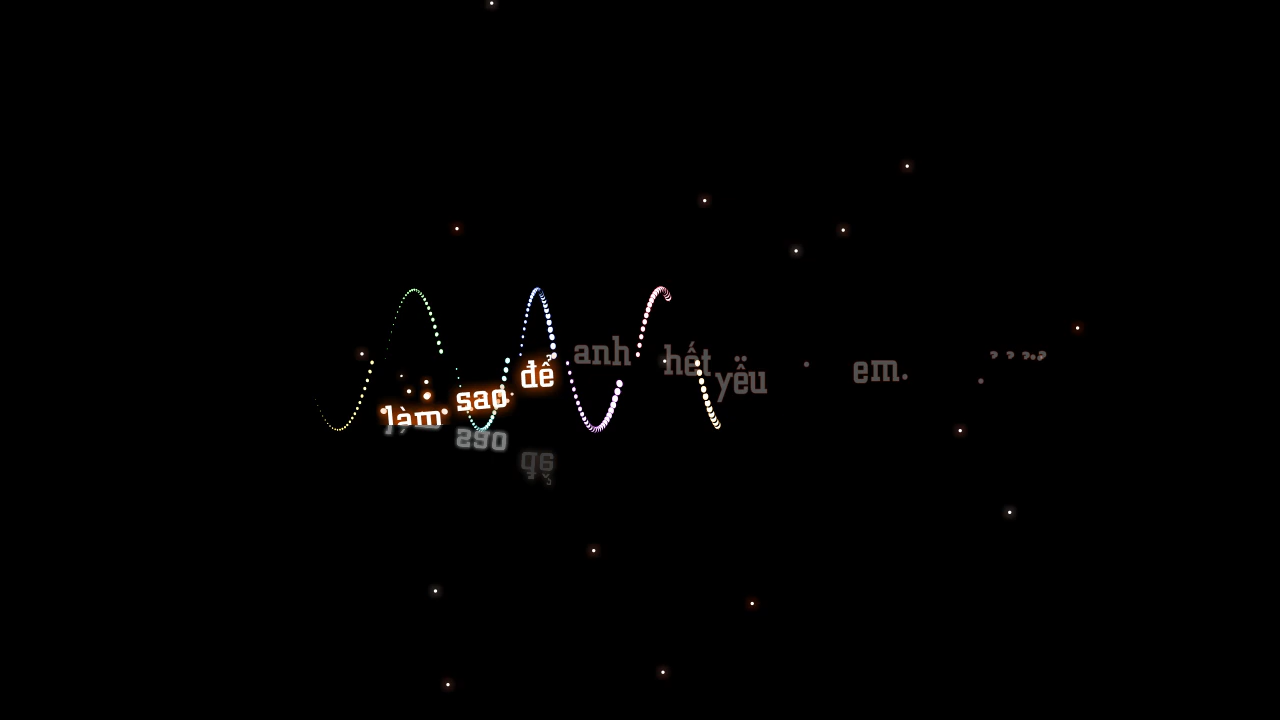 làm sao để anh hết yêu em.